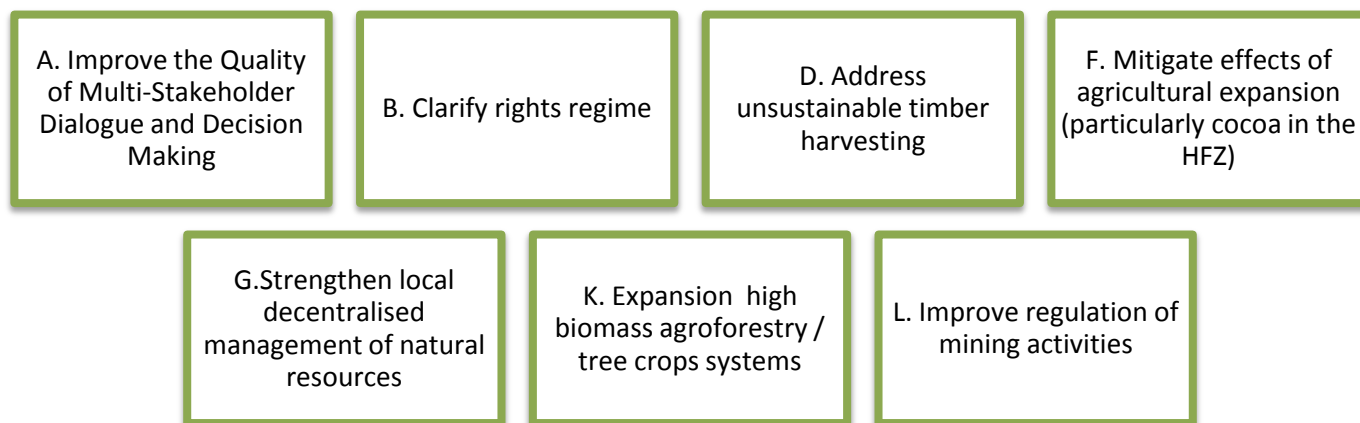 A. Improve the Quality
of Multi-Stakeholder
Dialogue and Decision
Making
B. Clarify rights regime
D. Address
unsustainable timber
harvesting
F. Mitigate effects of
agricultural expansion
(particularly cocoa in the
HFZ)
G.Strengthen local
decentralised
management of natural
resources
K. Expansion  high
biomass agroforestry /
tree crops systems
L. Improve regulation of
mining activities